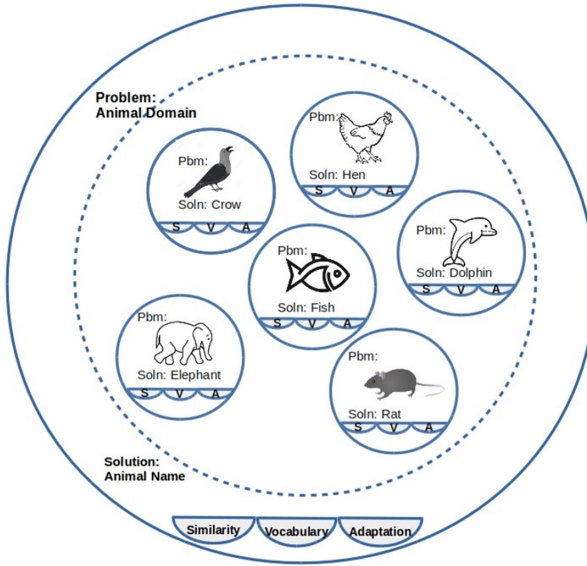 Problem:
Animal Domain
Pbm:
Soln: Hen
S V A
Pbm:
Soln: Crow
S V A
Pbm:
Soln: Dolphin
S V A
Pbm:
Soln: Fish
S V A
Pbm:
Soln: Elephant
S V A
Pbm:
Soln: Rat
S V A
Solution:
Animal Name
Similarity Vocabulary Adaptation